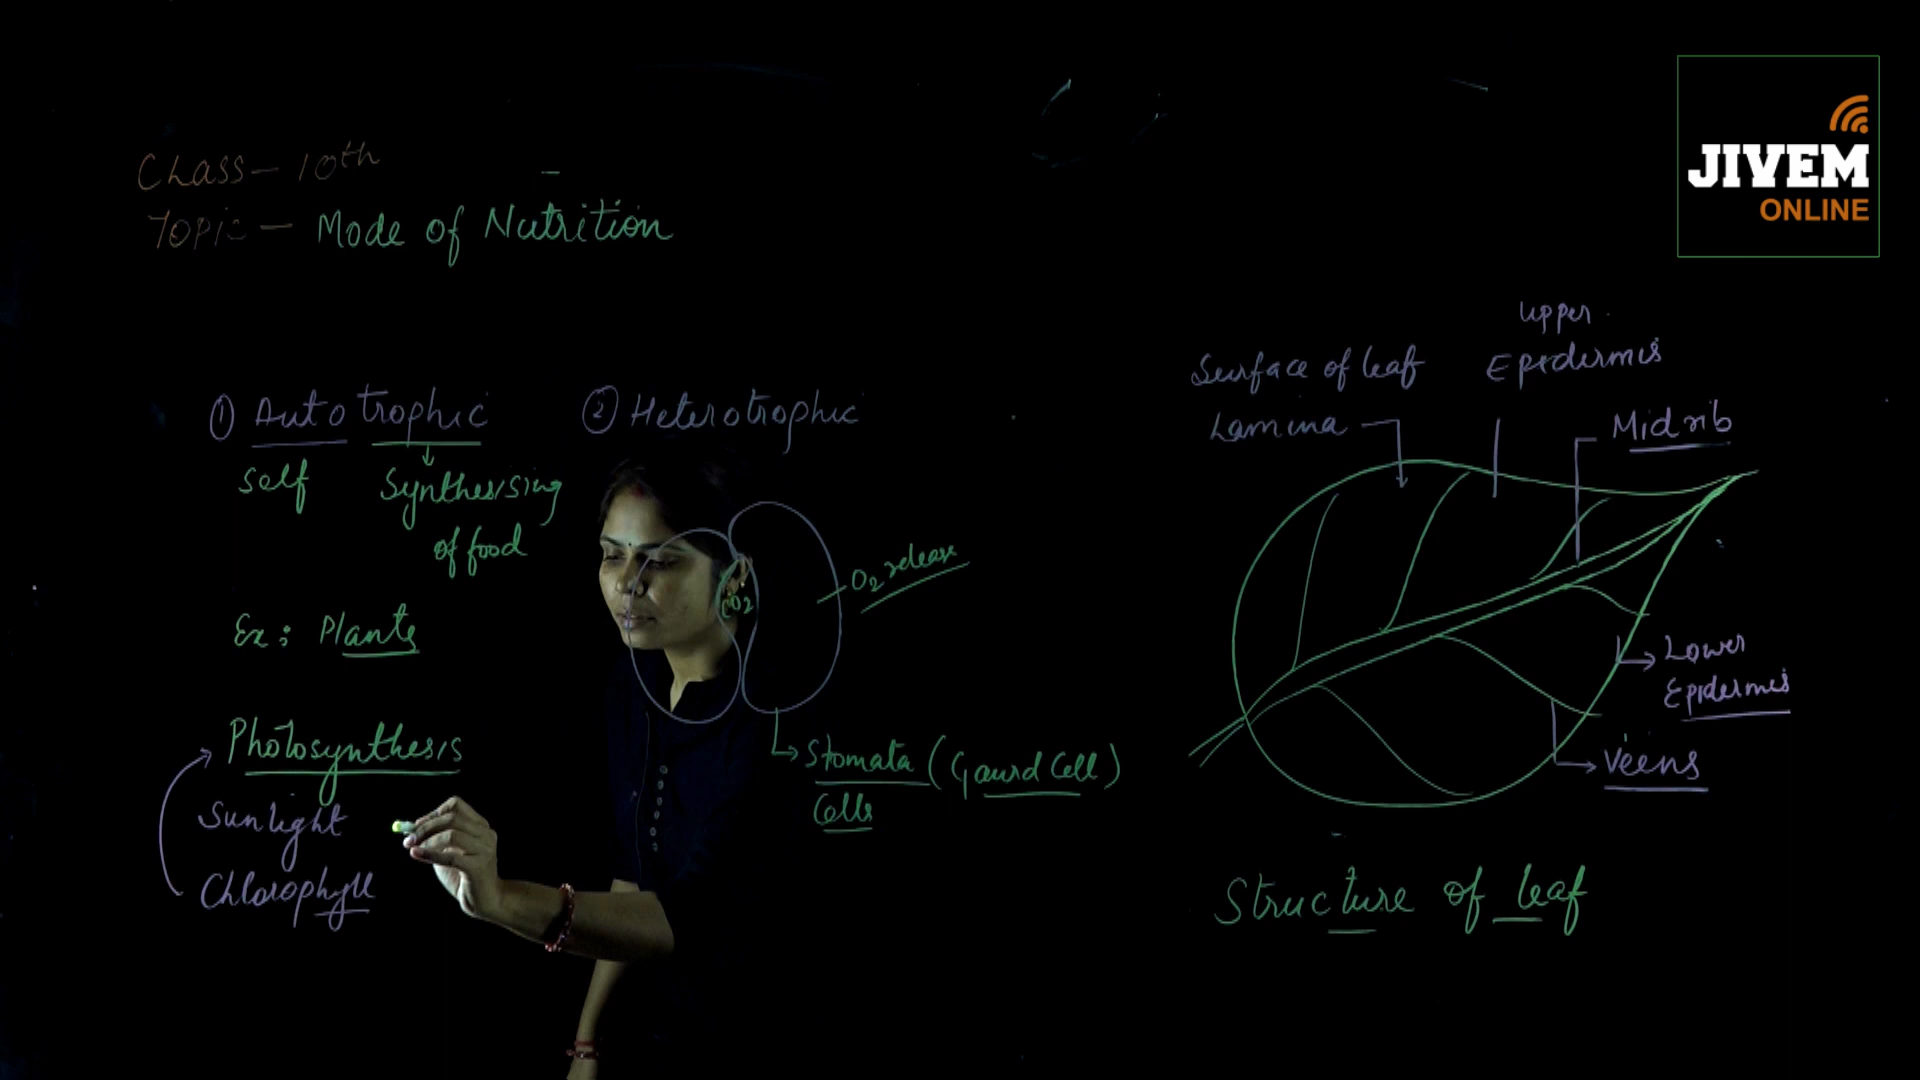 Class - 10th
Topic - Mode of Nutrition
① Autotrophic
② Heterotrophic
Self
Synthesising
of food
Ex: Plants
Photosynthesis
Sunlight
Chlorophyll
CO2
O2 release
Stomata (Gaurd Cell)
Cells
Surface of leaf
Lamina
Upper
Epidermis
Midrib
Lower
Epidermis
Veens
Structure of leaf
JIVEM
ONLINE